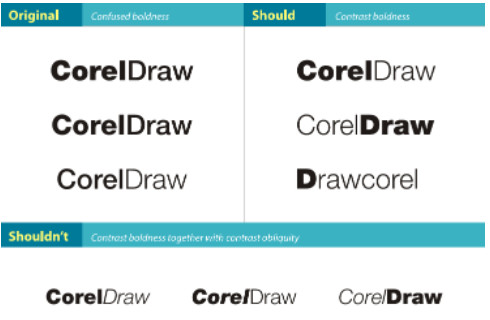 Original Confused boldness
Should Contrast boldness
CorelDraw
CorelDraw
CorelDraw
CorelDraw
CorelDraw
Drawcorel
Shouldn't Contrast boldness together with contrast obliquity
CorelDraw CorelDraw CorelDraw